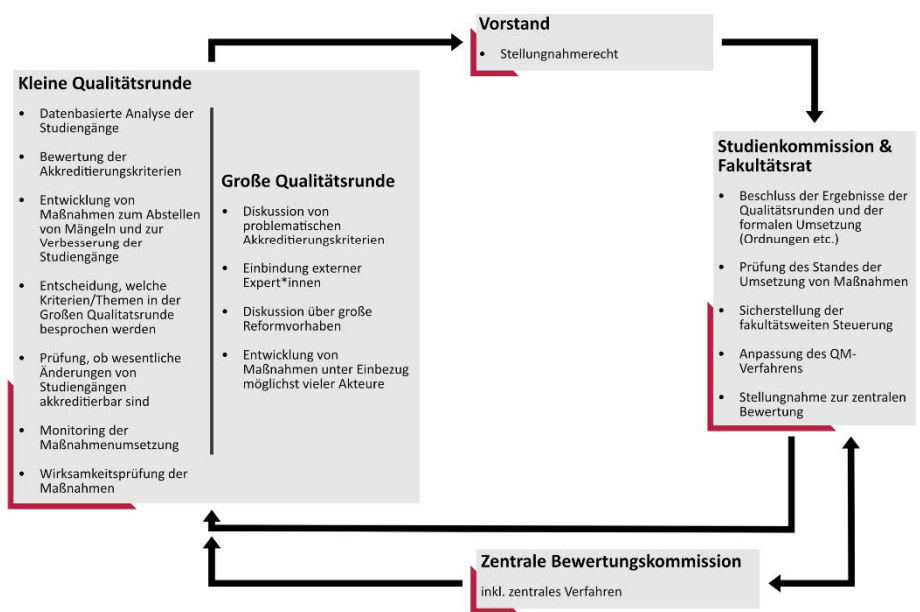 Vorstand
• Stellungnahmerecht
Kleine Qualitätsrunde
• Datenbasierte Analyse der
Studiengänge
• Bewertung der
Akkreditierungskriterien
• Entwicklung von
Maßnahmen zum Abstellen
von Mängeln und zur
Verbesserung der
Studiengänge
• Entscheidung, welche
Kriterien/Themen in der
Großen Qualitatsrunde
besprochen werden
• Prüfung, ob wesentliche
Änderungen von
Studiengängen
akkreditierbar sind
• Monitoring der
Maßnahmenumsetzung
• Wirksamkeitsprüfung der
Maßnahmen
Große Qualitätsrunde
• Diskussion von
problematischen
Akkreditierungskriterien
• Einbindung externer
Expert*innen
• Diskussion über große
Reformvorhaben
• Entwicklung von
Maßnahmen unter Einbezug
möglichst vieler Akteure
Studienkommission &
Fakultätsrat
• Beschluss der Ergebnisse der
Qualitätsrunden und der
formalen Umsetzung
(Ordnungen etc.)
• Prüfung des Standes der
Umsetzung von Maßnahmen
• Sicherstellung der
fakultätsweiten Steuerung
• Anpassung des QM-
Verfahrens
• Stellungnahme zur zentralen
Bewertung
Zentrale Bewertungskommission
inkl. zentrales Verfahren